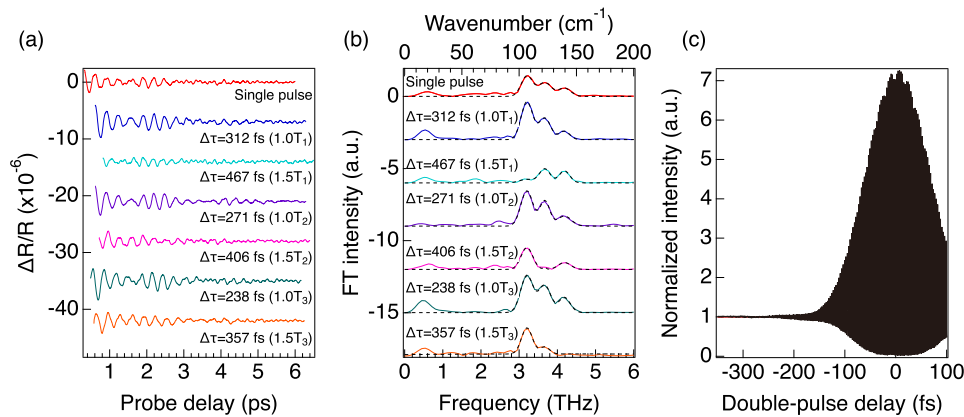 (a)
0
-10
-20
-30
-40
ΔR/R (x10⁻⁶)
Single pulse
Δτ=312 fs (1.0T₁)
Δτ=467 fs (1.5T₁)
Δτ=271 fs (1.0T₂)
Δτ=406 fs (1.5T₂)
Δτ=238 fs (1.0T₃)
Δτ=357 fs (1.5T₃)
1 2 3 4 5 6
Probe delay (ps)
(b)
Wavenumber (cm⁻¹)
0 50 100 150 200
0
-5
-10
-15
FT intensity (a.u.)
Single pulse
Δτ=312 fs (1.0T₁)
Δτ=467 fs (1.5T₁)
Δτ=271 fs (1.0T₂)
Δτ=406 fs (1.5T₂)
Δτ=238 fs (1.0T₃)
Δτ=357 fs (1.5T₃)
0 1 2 3 4 5 6
Frequency (THz)
(c)
7
6
5
4
3
2
1
0
Normalized intensity (a.u.)
-300 -200 -100 0 100
Double-pulse delay (fs)